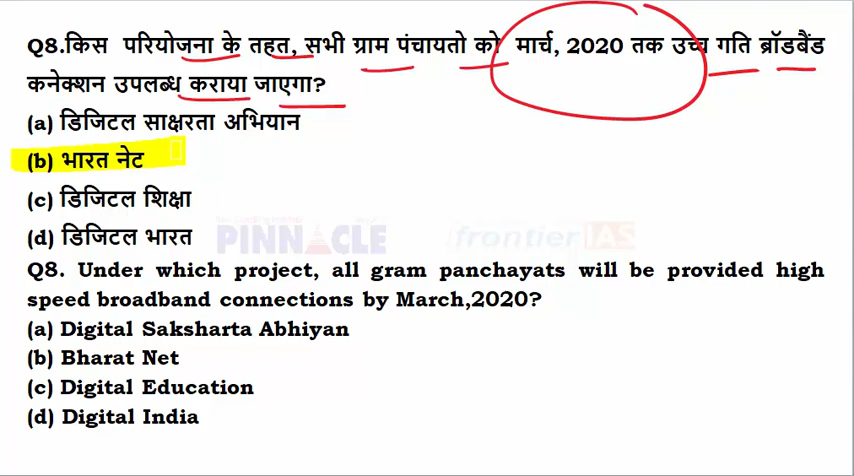 Q8.किस परियोजना के तहत, सभी ग्राम पंचायतो को मार्च, 2020 तक उच्च गति ब्रॉडबैंड
कनेक्शन उपलब्ध कराया जाएगा?
(a) डिजिटल साक्षरता अभियान
(b) भारत नेट
(c) डिजिटल शिक्षा
(d) डिजिटल भारत
PINNACLE frontier IAS
Q8. Under which project, all gram panchayats will be provided high
speed broadband connections by March,2020?
(a) Digital Saksharta Abhiyan
(b) Bharat Net
(c) Digital Education
(d) Digital India